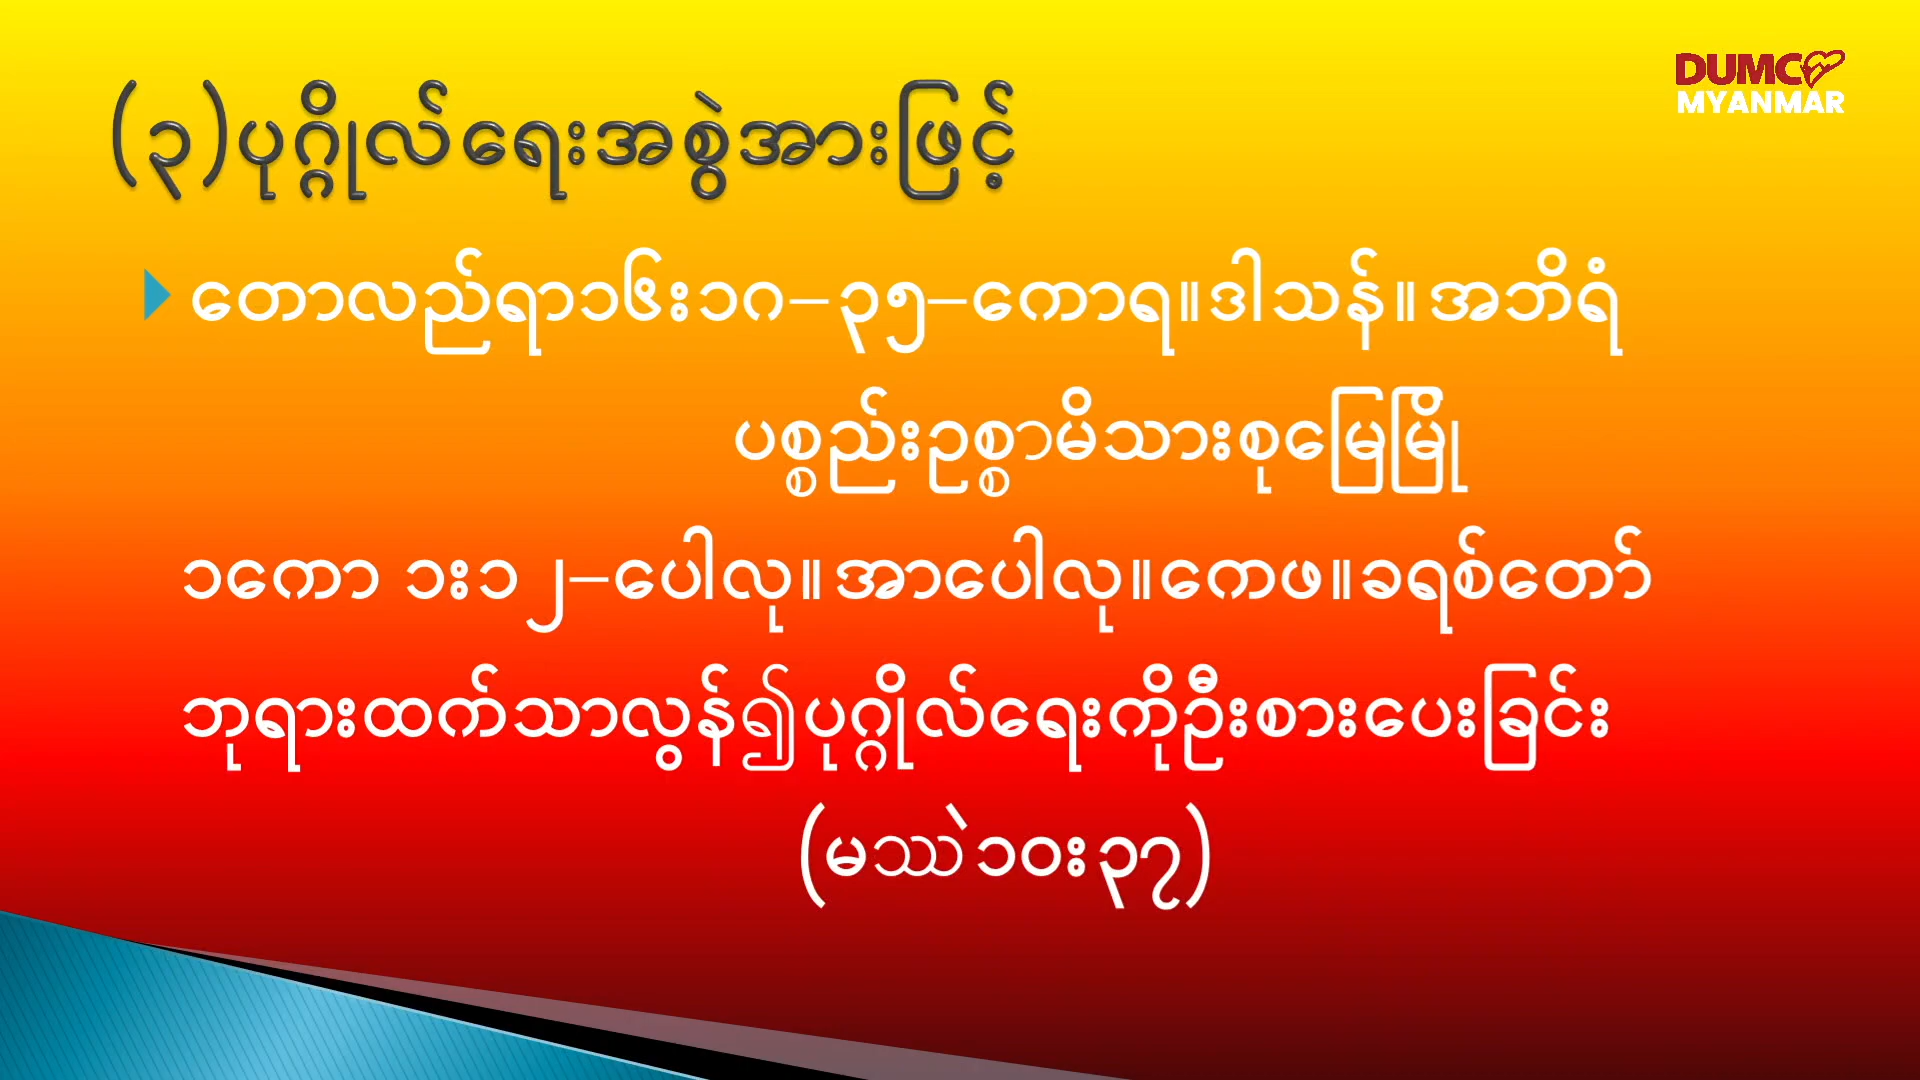 DUMC
MYANMAR
(၃)ပုဂ္ဂိုလ်ရေးအစွဲအားဖြင့်
တောလည်ရာ၁၆း၁ဂ–၃၅–ကောရ။ဒါသန်။အဘိရံ
ပစ္စည်းဥစ္စာမိသားစုမြေမြို
၁ကော ၁း၁၂–ပေါလု။အာပေါလု။ကေဖ။ခရစ်တော်
ဘုရားထက်သာလွန်၍ပုဂ္ဂိုလ်ရေးကိုဦးစားပေးခြင်း
(မဿဲ၁၀း၃၇)